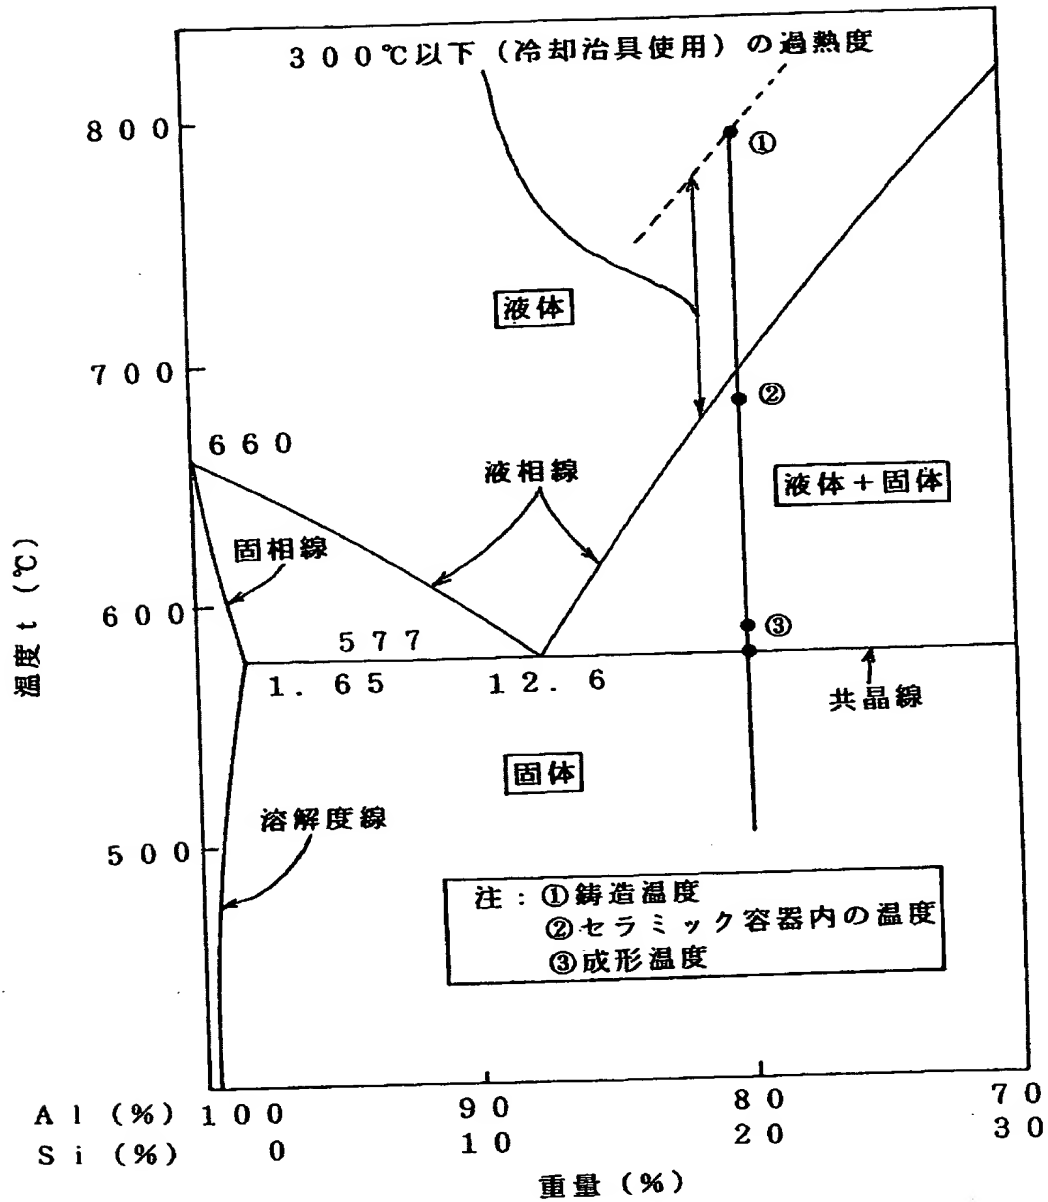 300℃以下(冷却治具使用)の過熱度
800
①
液体
700
②
660
液相線
液体+固体
固相線
温度t(℃)
600
③
577
1.65
12.6
共晶線
固体
溶解度線
500
注:①鋳造温度
②セラミック容器内の温度
③成形温度
Al(%) 100 90 80 70
Si(%) 0 10 20 30
重量(%)